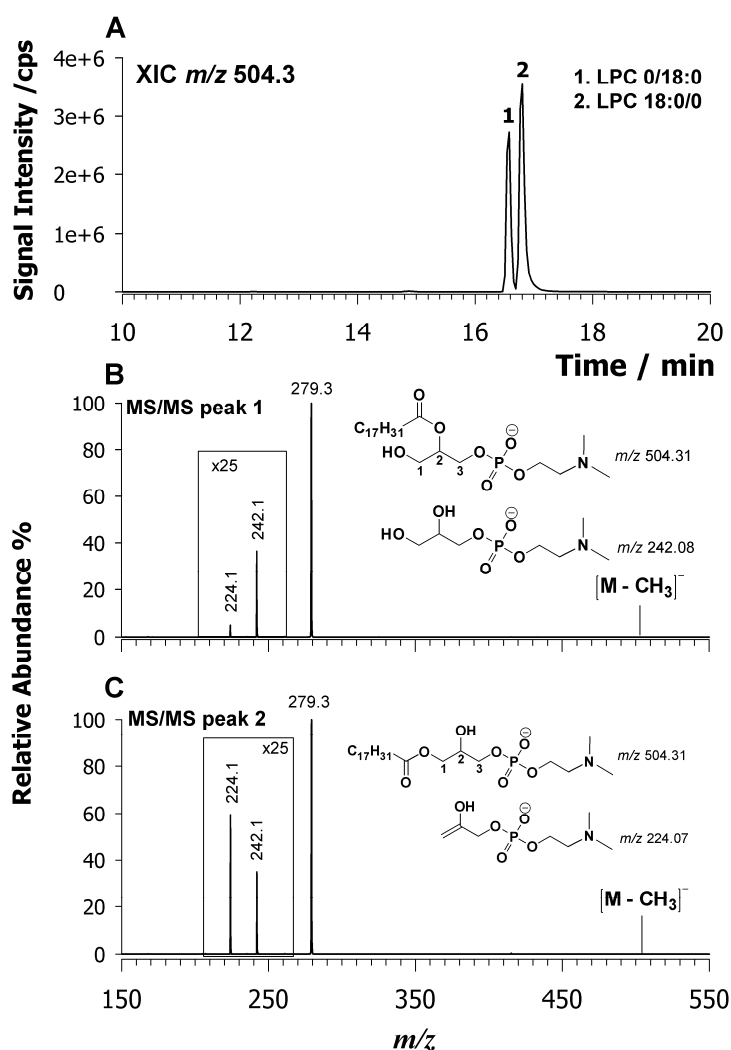 A
XIC m/z 504.3
1. LPC 0/18:0
2. LPC 18:0/0
1
2
Signal Intensity /cps
4e+6
3e+6
2e+6
1e+6
0
10 12 14 16 18 20
Time / min
B
MS/MS peak 1
279.3
x25
242.1
224.1
100
80
60
40
20
0
O
C17H31 O
HO 1 2 3 O P O⊖ O O N
m/z 504.31
OH
HO O P O⊖ O O N
m/z 242.08
[M - CH3]⁻
Relative Abundance %
C
MS/MS peak 2
279.3
x25
224.1
242.1
100
80
60
40
20
0
C17H31 O O 1 2 3 OH O P O⊖ O O N
m/z 504.31
OH O P O⊖ O O N
m/z 224.07
[M - CH3]⁻
150 250 350 450 550
m/z